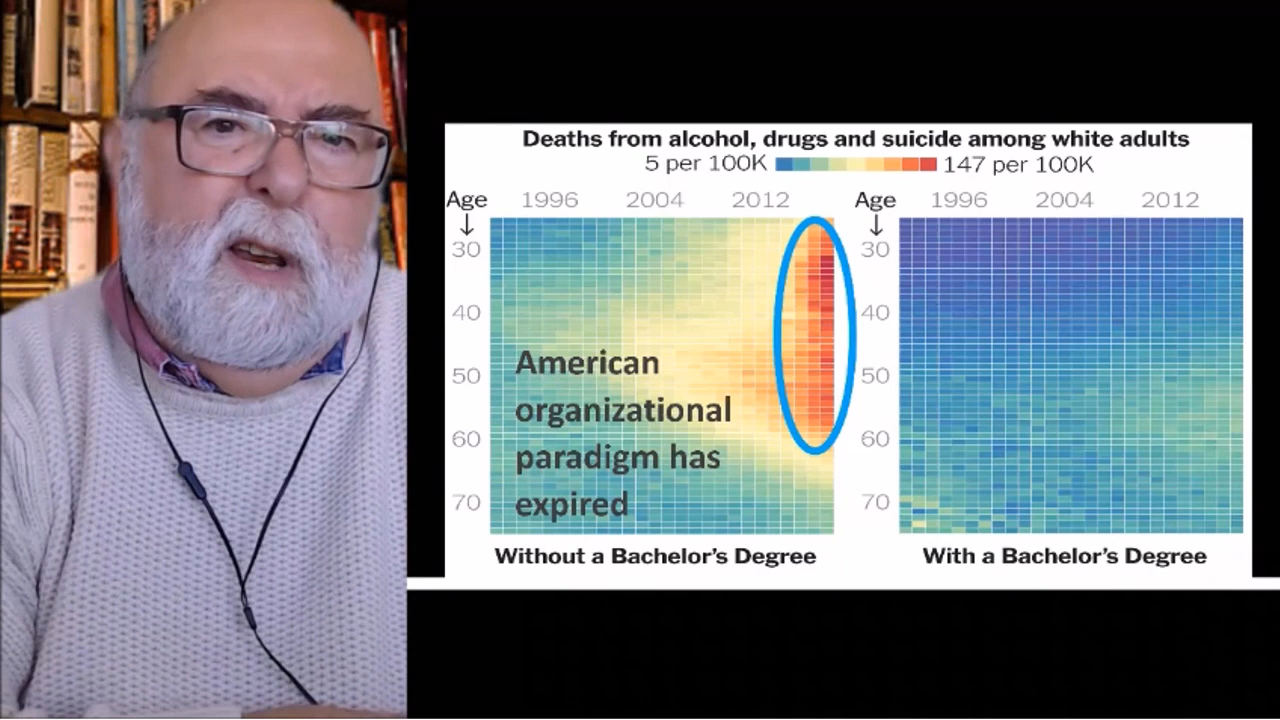 Deaths from alcohol, drugs and suicide among white adults
5 per 100K 147 per 100K
Age 1996 2004 2012
30
40
50
60
70
American
organizational
paradigm has
expired
Without a Bachelor's Degree
Age 1996 2004 2012
30
40
50
60
70
With a Bachelor's Degree